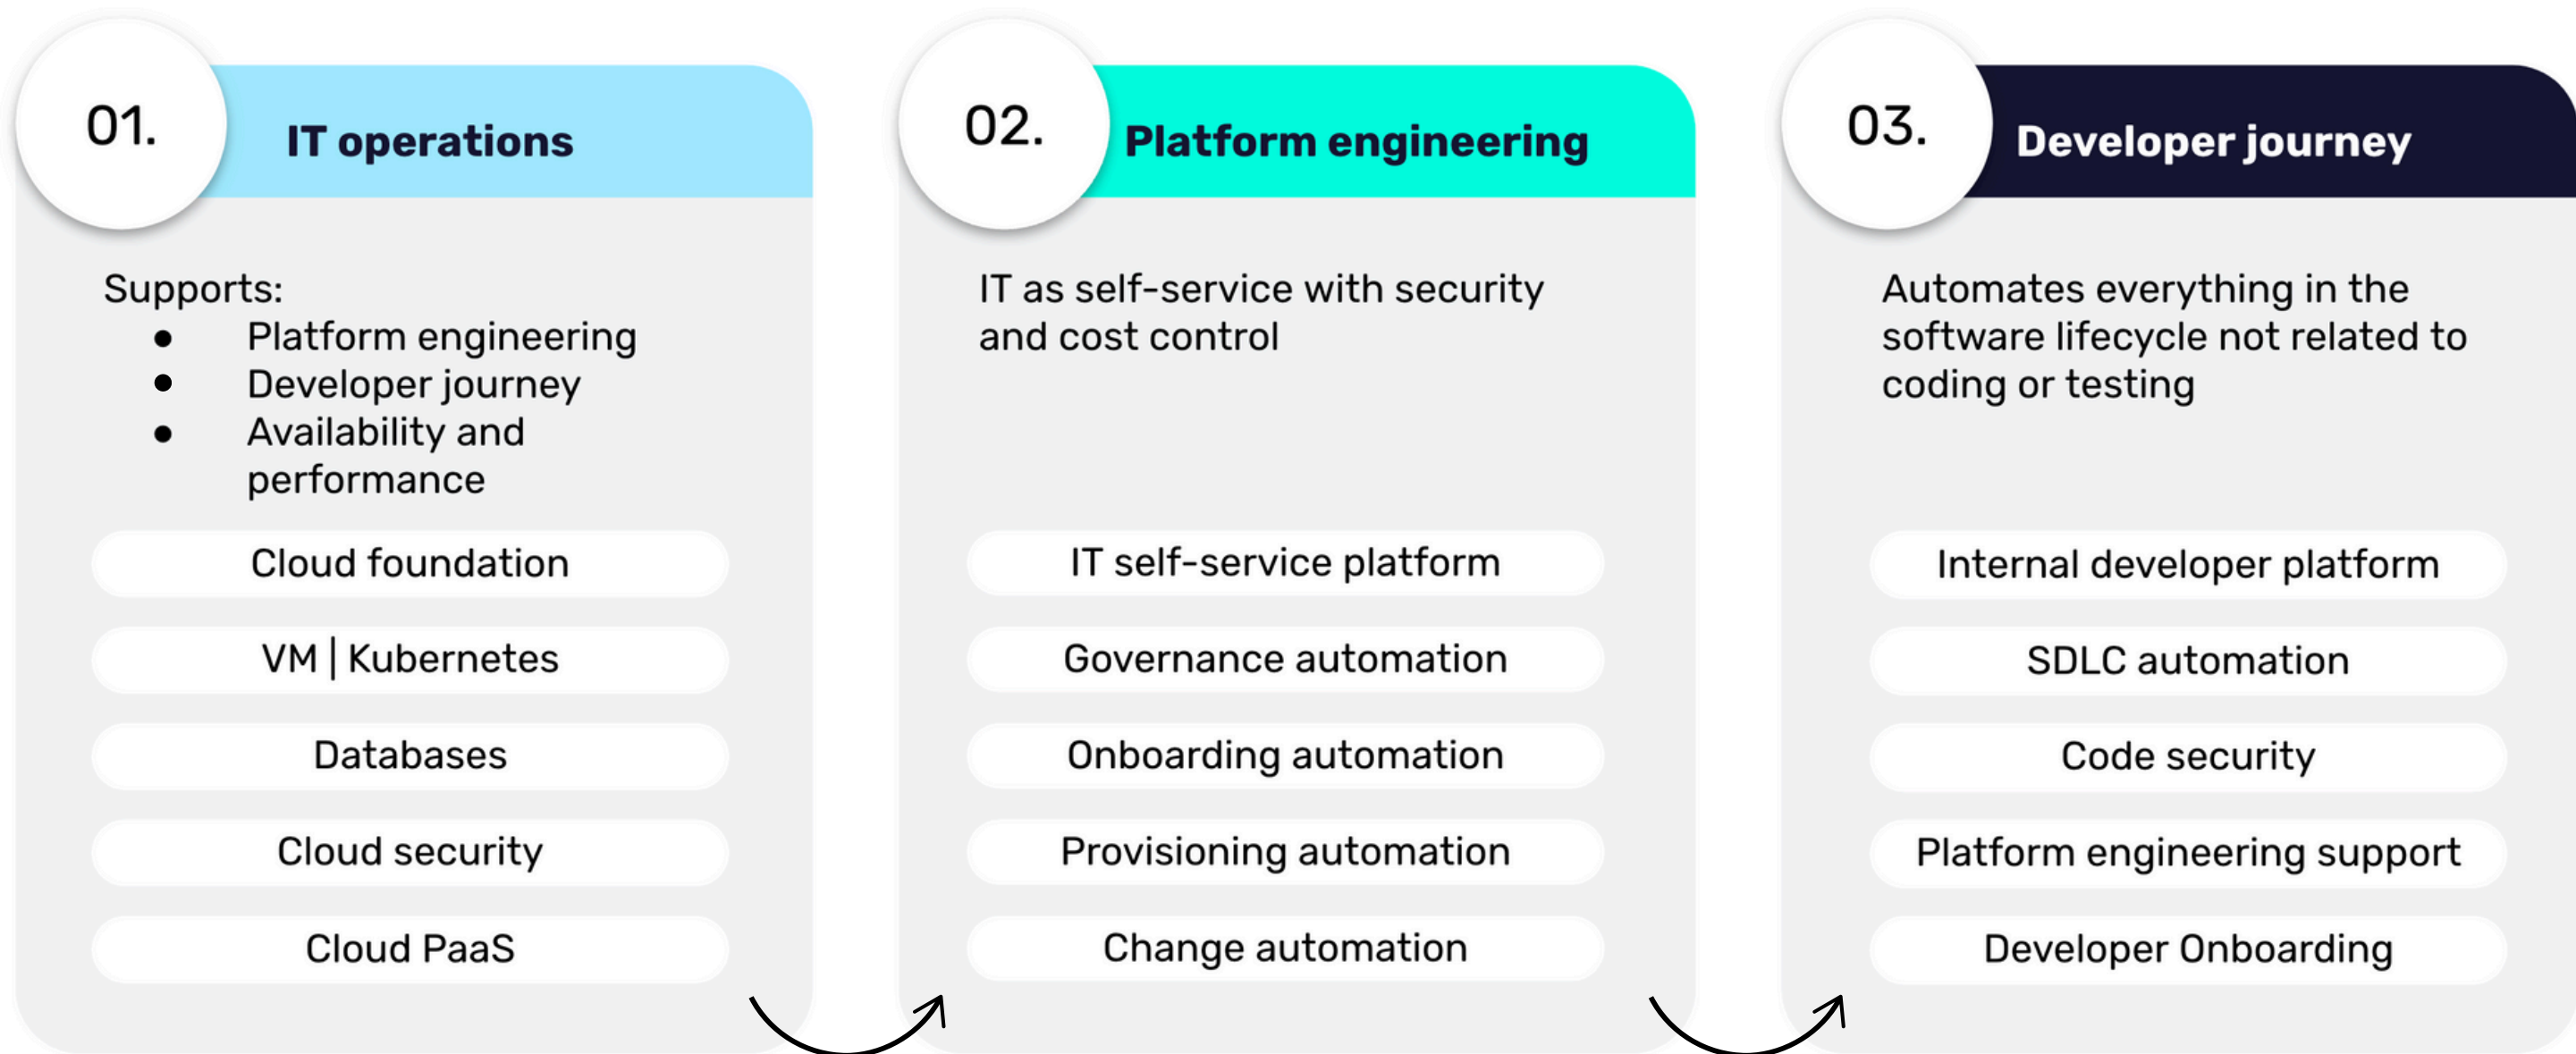 01.
IT operations
Supports:
● Platform engineering
● Developer journey
● Availability and
performance
Cloud foundation
VM | Kubernetes
Databases
Cloud security
Cloud PaaS
02.
Platform engineering
IT as self-service with security
and cost control
IT self-service platform
Governance automation
Onboarding automation
Provisioning automation
Change automation
03.
Developer journey
Automates everything in the
software lifecycle not related to
coding or testing
Internal developer platform
SDLC automation
Code security
Platform engineering support
Developer Onboarding